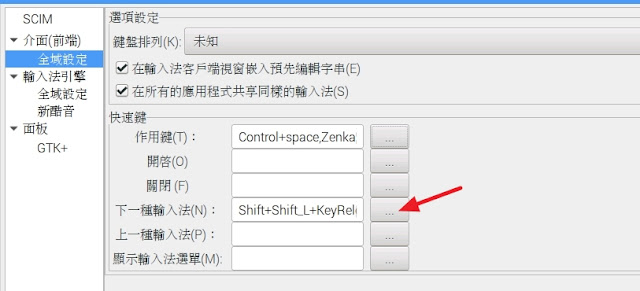 SCIM
介面(前端)
全域設定
輸入法引擎
全域設定
新酷音
面板
GTK+
選項設定
鍵盤排列(K): 未知
在輸入法客戶端視窗嵌入預先編輯字串(E)
在所有的應用程式共享同樣的輸入法(S)
快速鍵
作用鍵(T)： Control+space,Zenka ...
開啓(O) ...
關閉 (F) ...
下一種輸入法(N)： Shift+Shift_L+KeyRel ...
上一種輸入法(P)： ...
顯示輸入法選單(M): ...